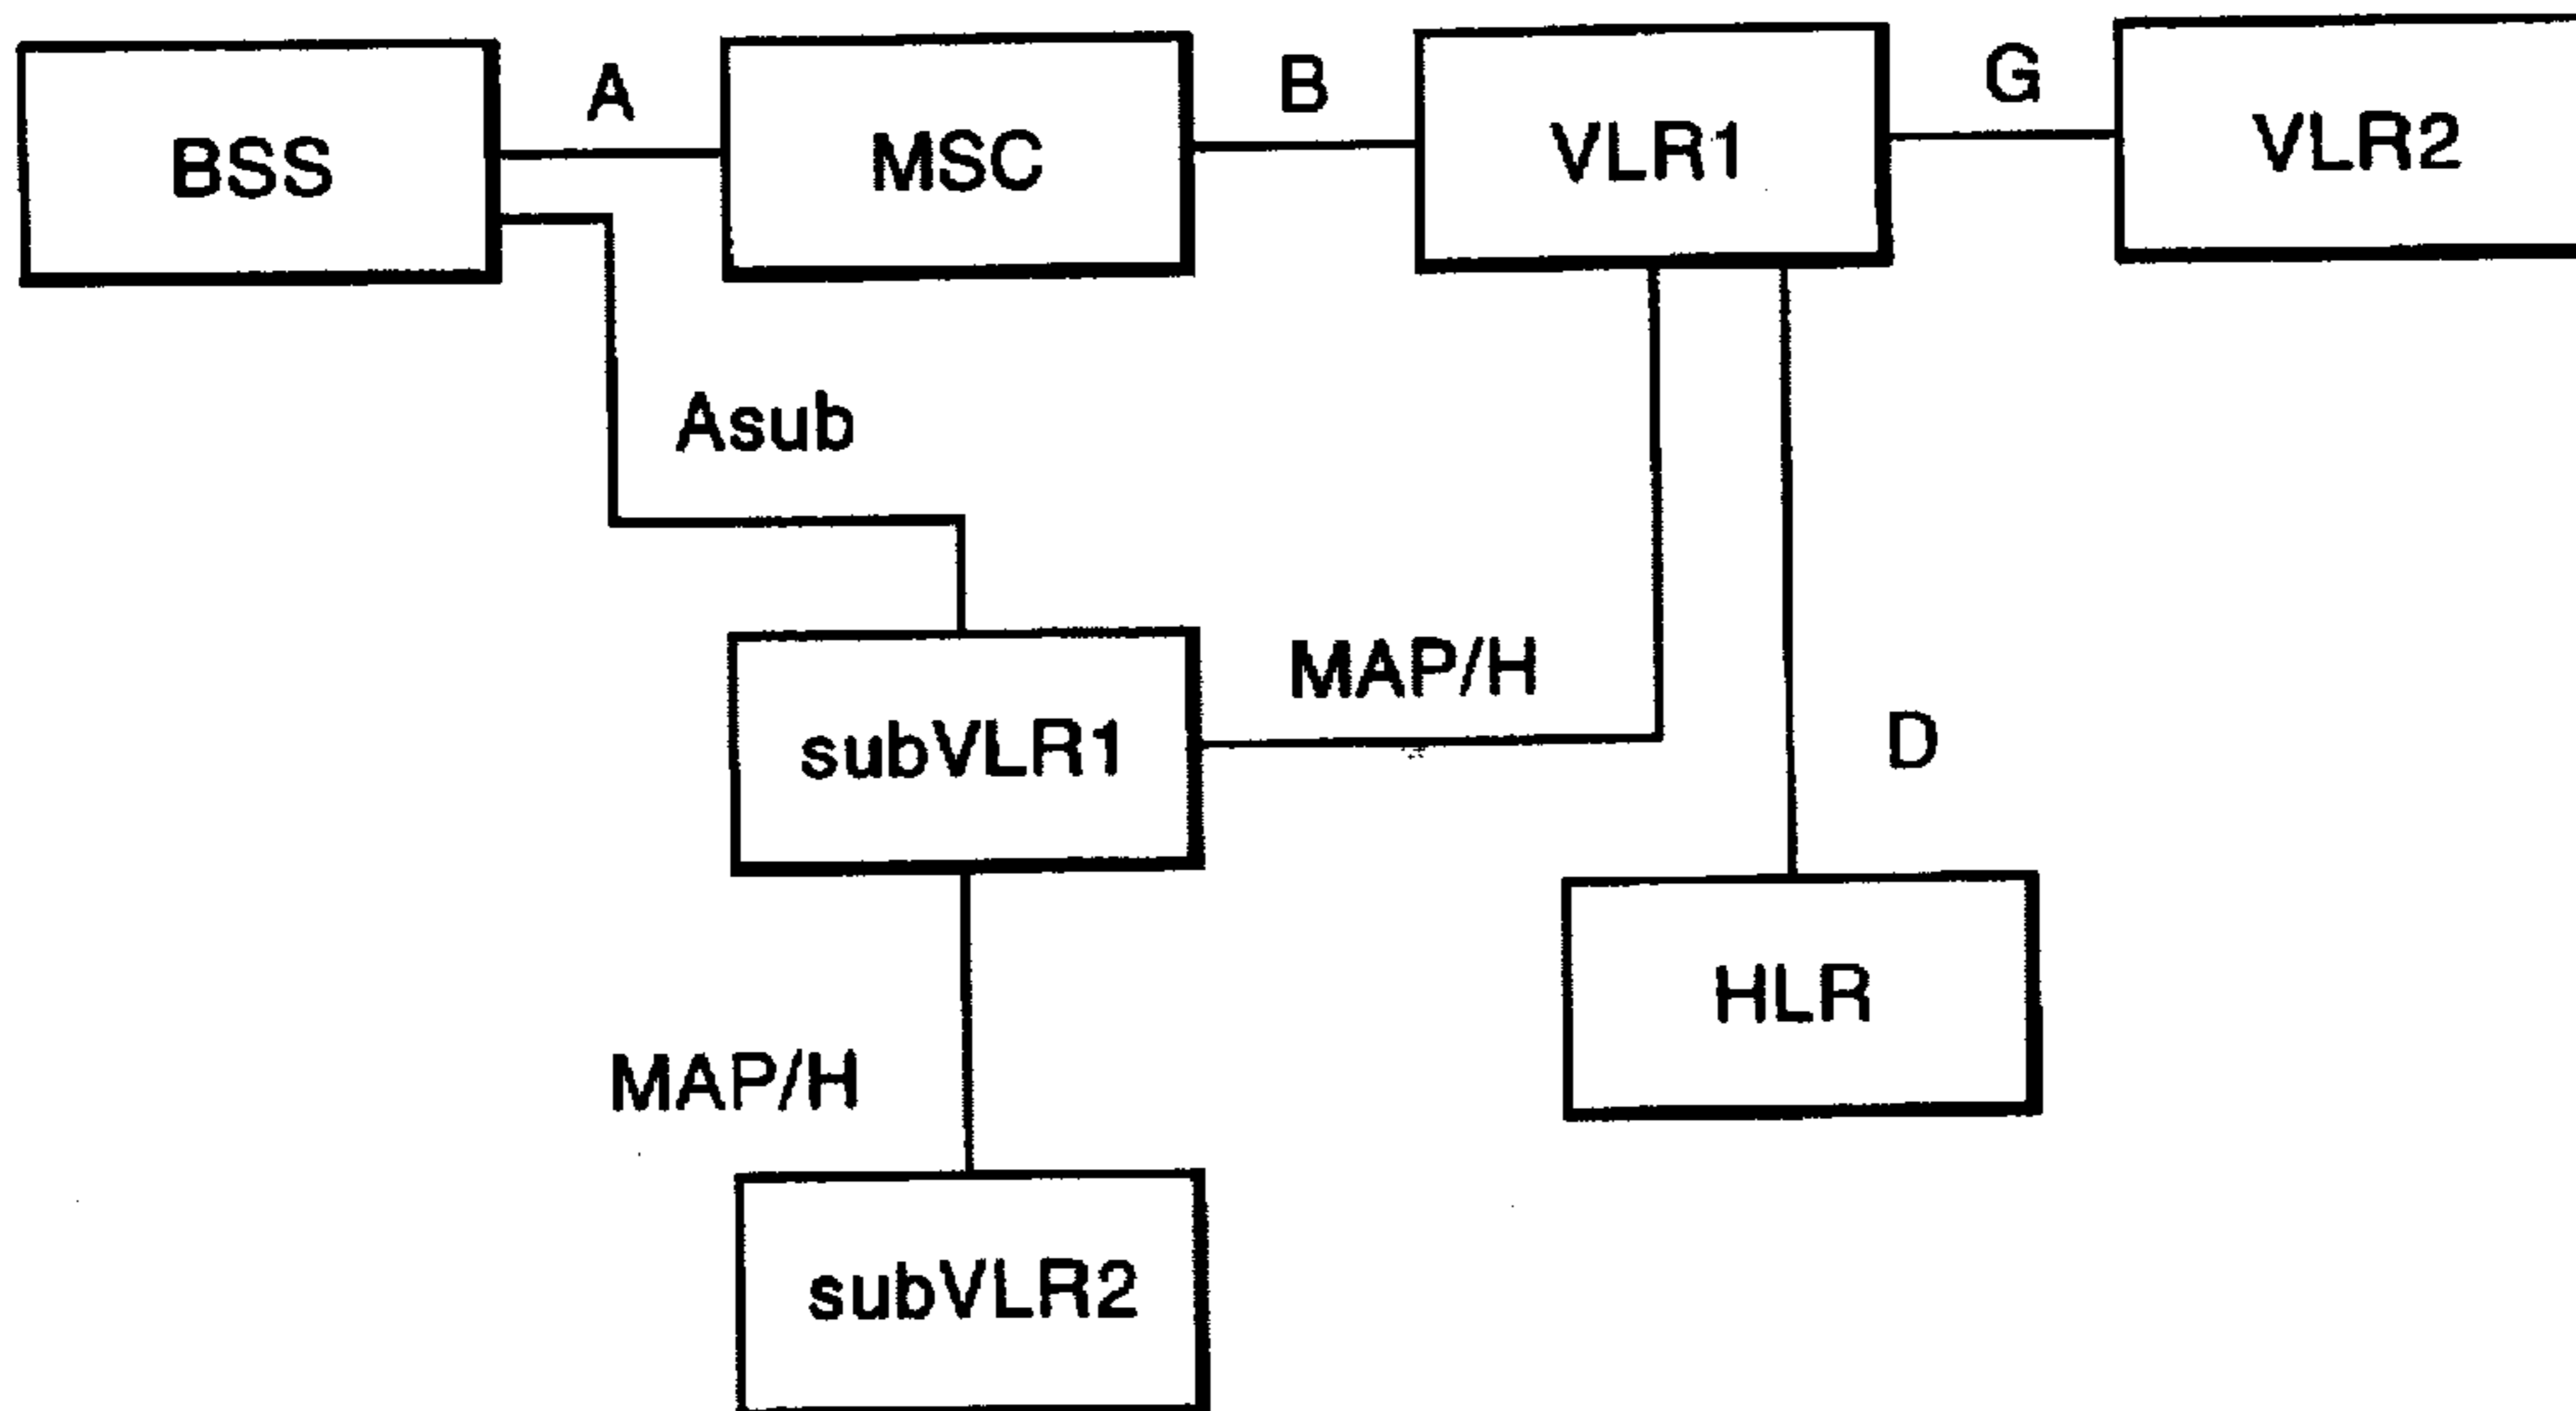 A
B
G
BSS
MSC
VLR1
VLR2
Asub
MAP/H
subVLR1
D
HLR
MAP/H
subVLR2